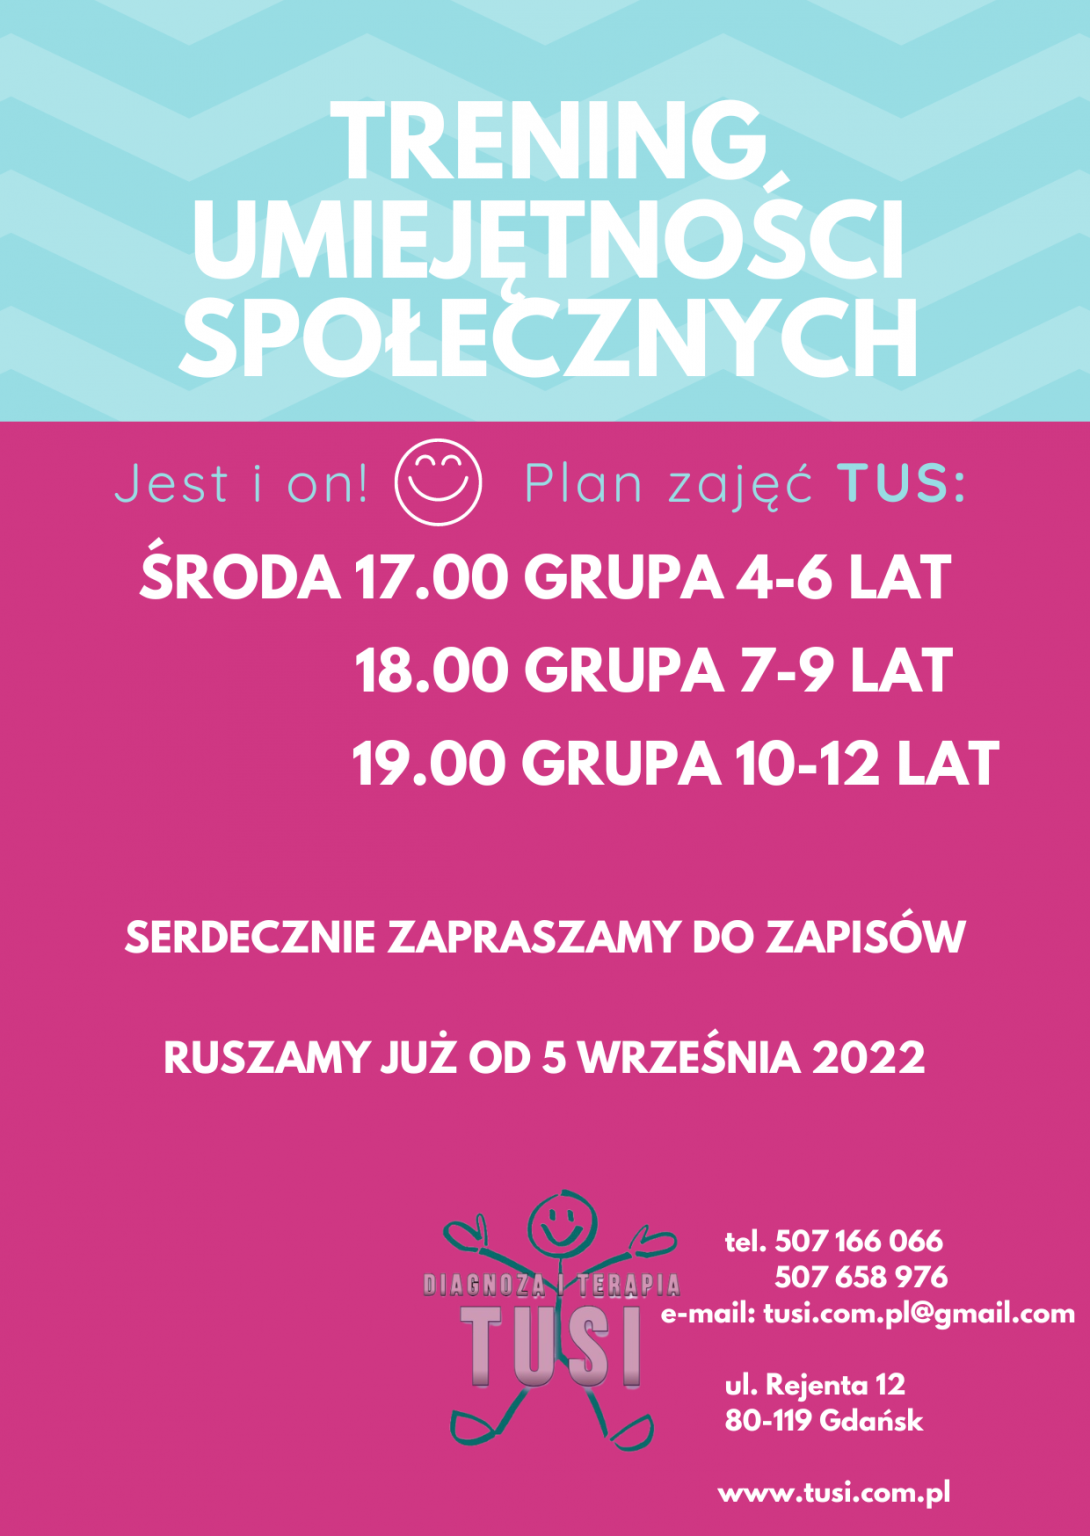 TRENING
UMIEJĘTNOŚCI
SPOŁECZNYCH
Jest i on! Plan zajęć TUS:
ŚRODA 17.00 GRUPA 4-6 LAT
18.00 GRUPA 7-9 LAT
19.00 GRUPA 10-12 LAT
SERDECZNIE ZAPRASZAMY DO ZAPISÓW
RUSZAMY JUŻ OD 5 WRZEŚNIA 2022
DIAGNOZA I TERAPIA
TUSI
tel. 507 166 066
507 658 976
e-mail: tusi.com.pl@gmail.com
ul. Rejenta 12
80-119 Gdańsk
www.tusi.com.pl